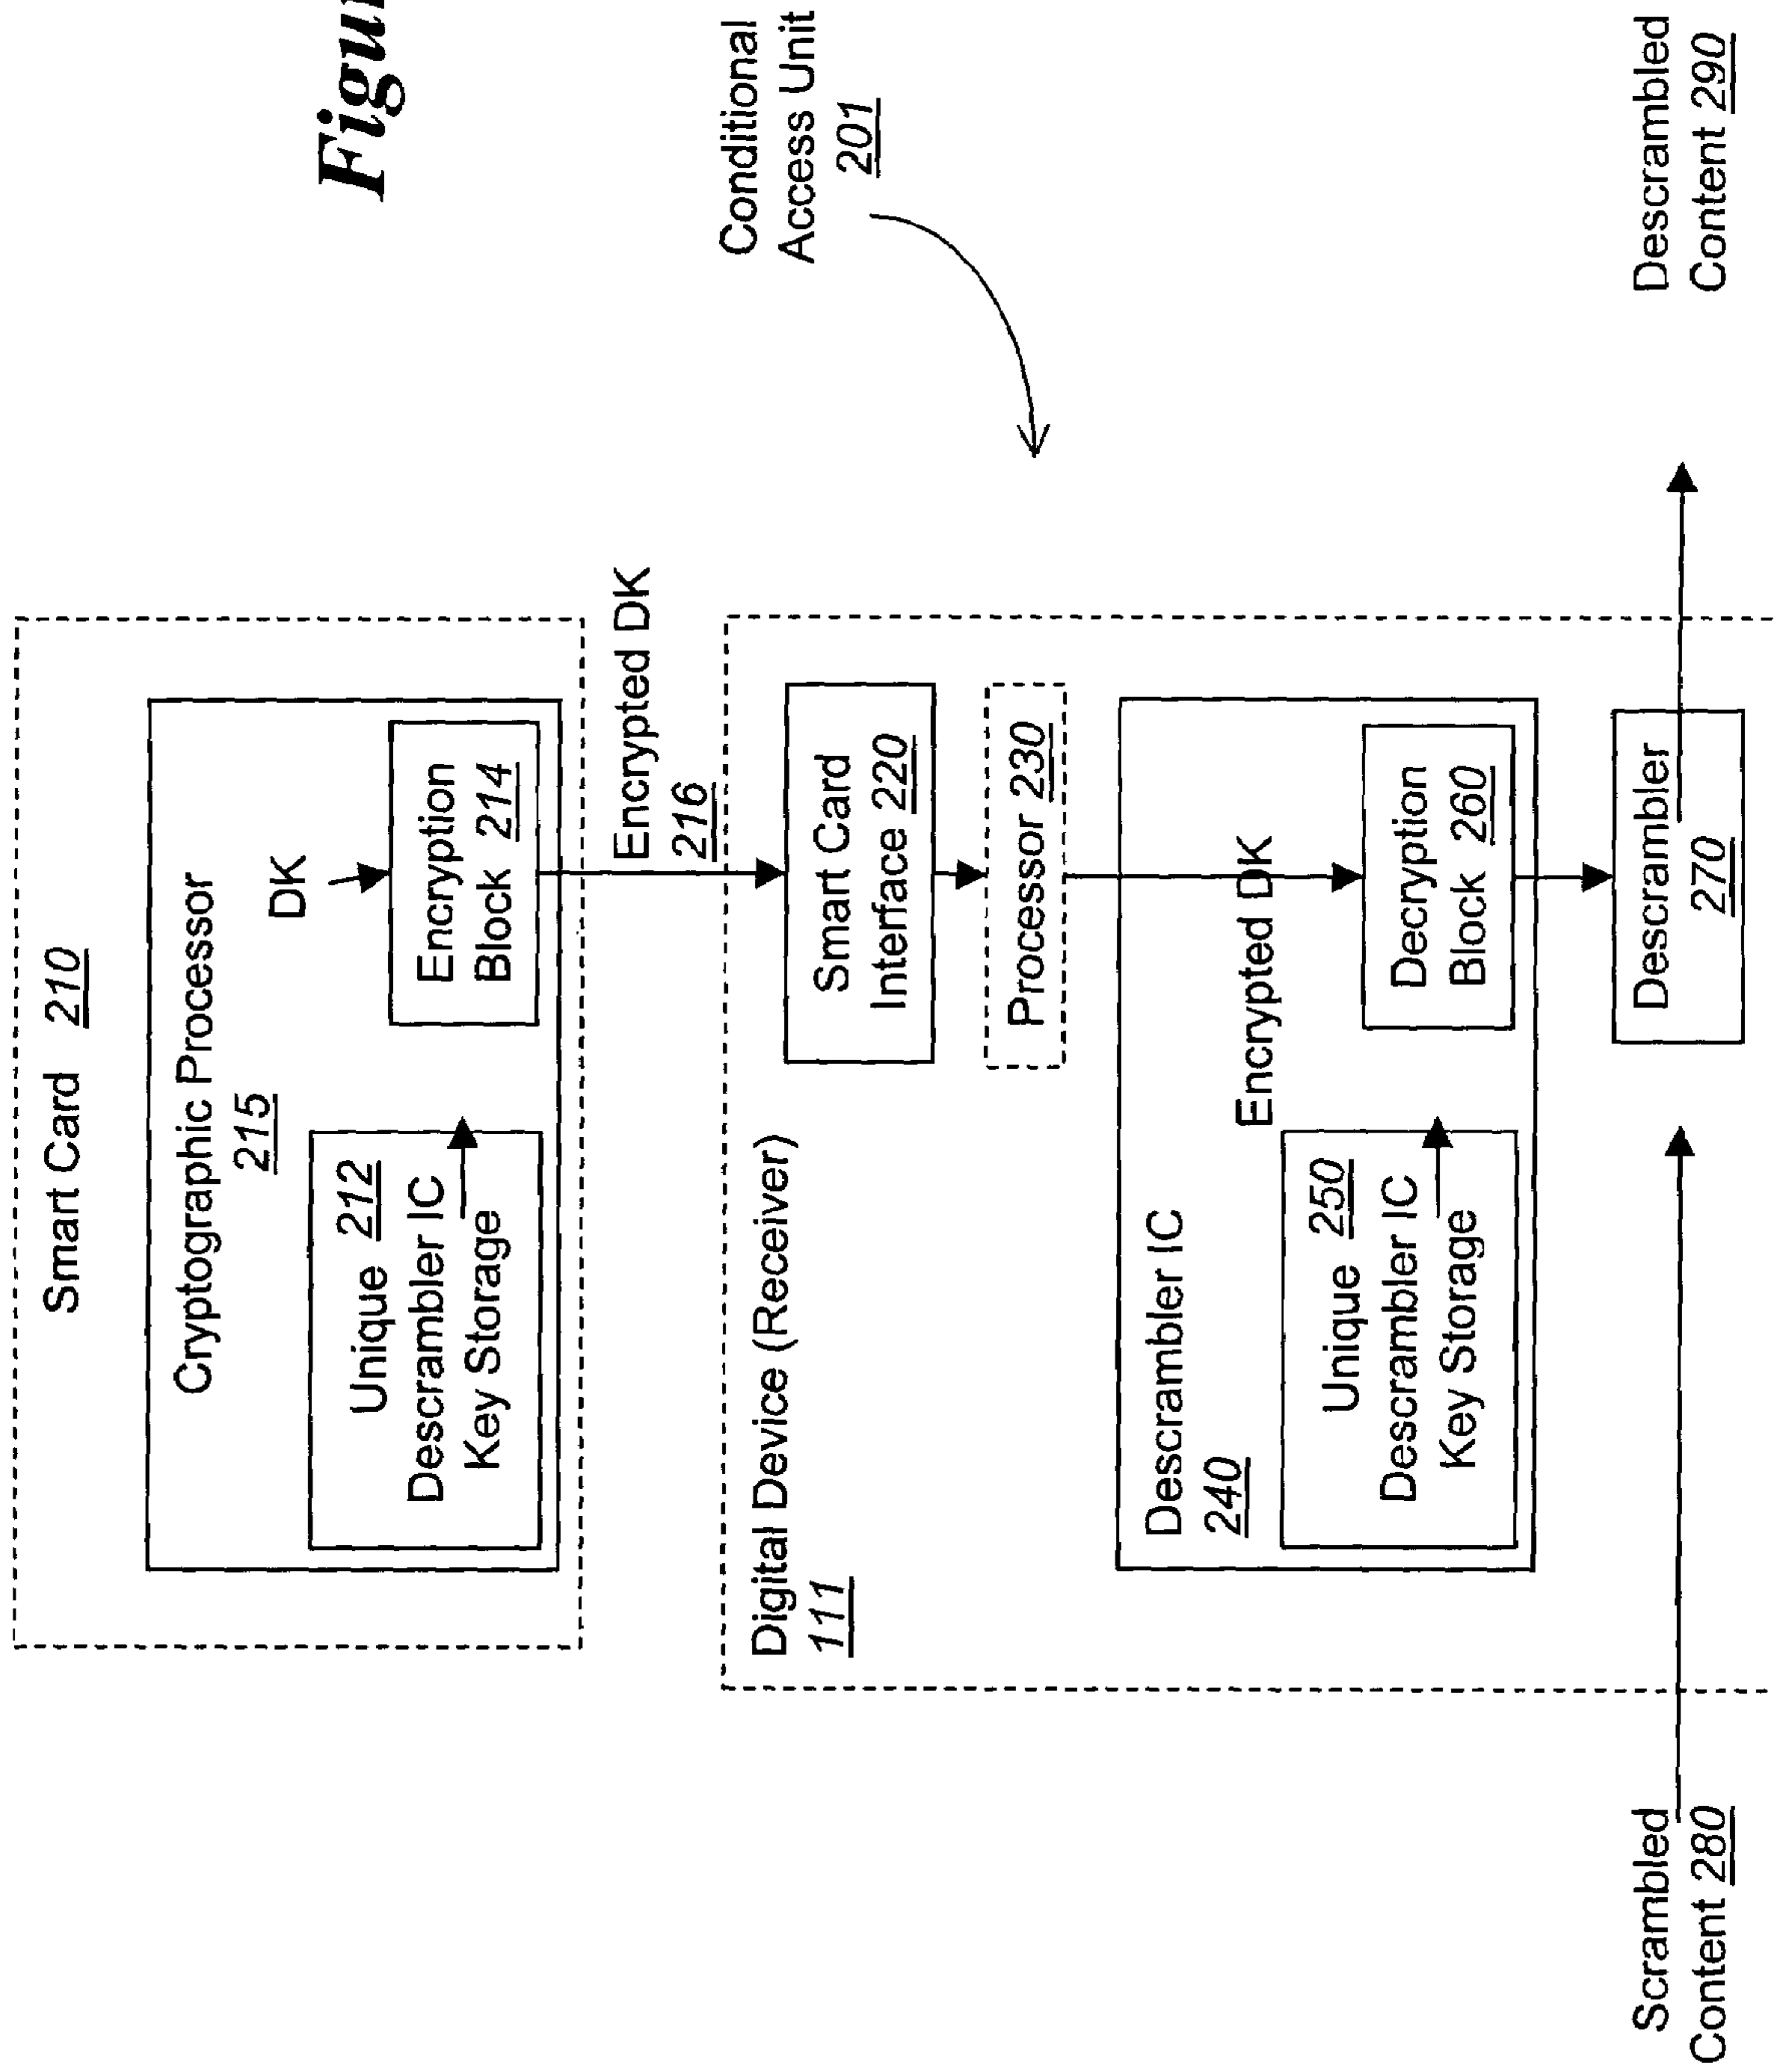 Smart Card 210
Cryptographic Processor
215
DK
Unique 212
Descrambler IC
Key Storage
Encryption
Block 214
Encrypted DK
216
Conditional
Access Unit
201
Digital Device (Receiver)
111
Smart Card
Interface 220
Processor 230
Descrambler IC
240
Encrypted DK
Unique 250
Descrambler IC
Key Storage
Decryption
Block 260
Scrambled
Content 280
Descrambler
270
Descrambled
Content 290